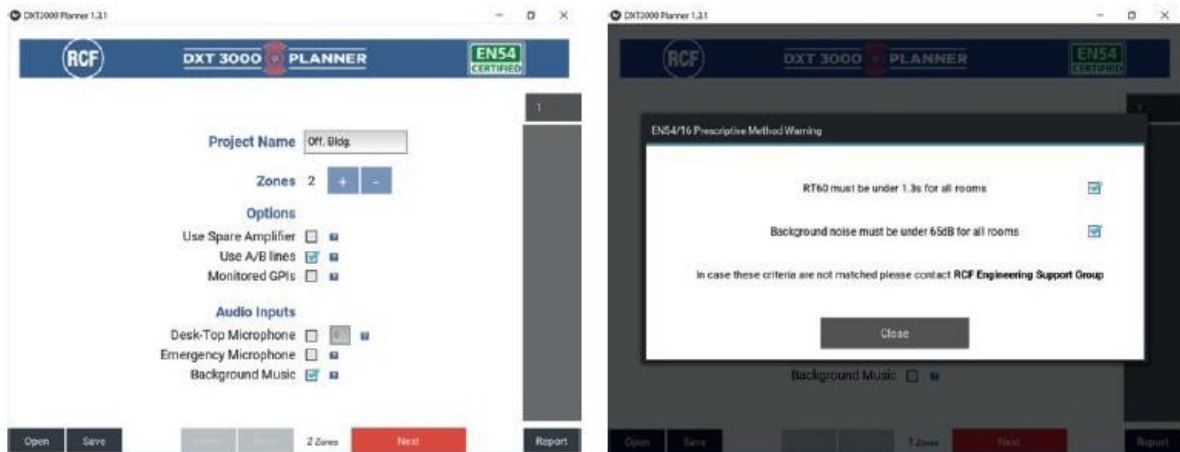 DXT3000 Planner 1.3.1
RCF
DXT 3000 PLANNER
EN54
CERTIFIED
1
Project Name Off. Bldg.
Zones 2 + -
Options
Use Spare Amplifier
Use A/B lines
Monitored GPIs
Audio Inputs
Desk-Top Microphone
Emergency Microphone
Background Music
Open Save 2 Zones Next Report
DXT3000 Planner 1.3.1
RCF
DXT 3000 PLANNER
EN54
CERTIFIED
1
EN54/16 Prescriptive Method Warning
RT60 must be under 1.3s for all rooms
Background noise must be under 65dB for all rooms
In case these criteria are not matched please contact RCF Engineering Support Group
Close
Background Music
Open Save Zones Next Report